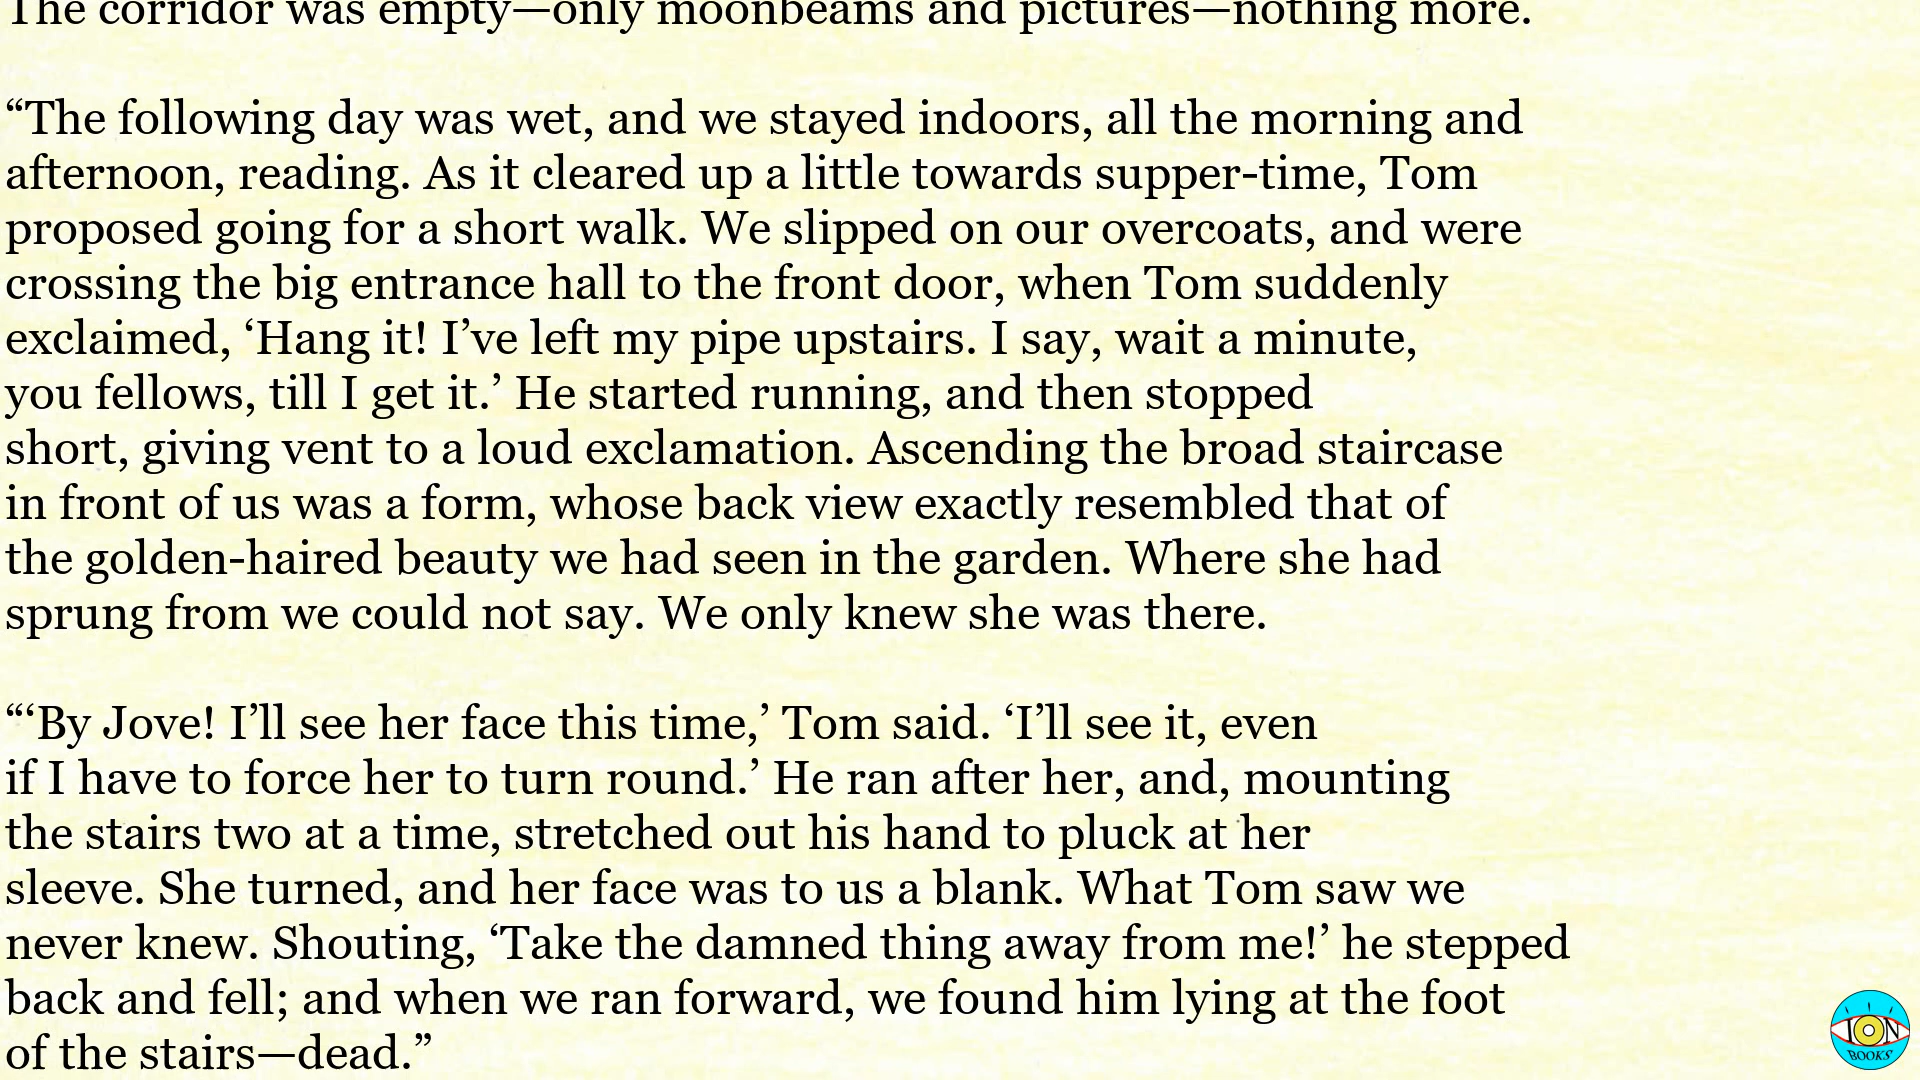 The corridor was empty—only moonbeams and pictures—nothing more.
“The following day was wet, and we stayed indoors, all the morning and
afternoon, reading. As it cleared up a little towards supper-time, Tom
proposed going for a short walk. We slipped on our overcoats, and were
crossing the big entrance hall to the front door, when Tom suddenly
exclaimed, ‘Hang it! I’ve left my pipe upstairs. I say, wait a minute,
you fellows, till I get it.’ He started running, and then stopped
short, giving vent to a loud exclamation. Ascending the broad staircase
in front of us was a form, whose back view exactly resembled that of
the golden-haired beauty we had seen in the garden. Where she had
sprung from we could not say. We only knew she was there.
“‘By Jove! I’ll see her face this time,’ Tom said. ‘I’ll see it, even
if I have to force her to turn round.’ He ran after her, and, mounting
the stairs two at a time, stretched out his hand to pluck at her
sleeve. She turned, and her face was to us a blank. What Tom saw we
never knew. Shouting, ‘Take the damned thing away from me!’ he stepped
back and fell; and when we ran forward, we found him lying at the foot
of the stairs—dead.”
ION
BOOKS